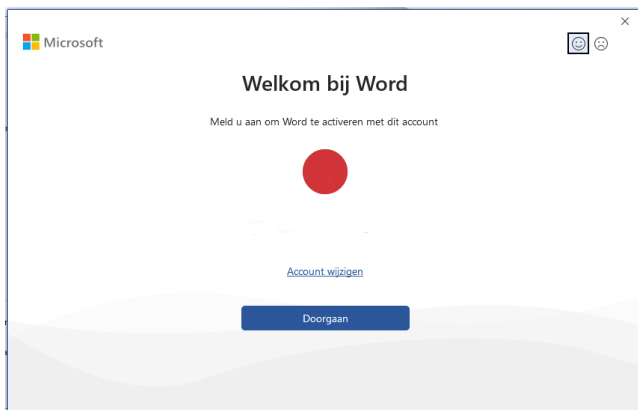 Microsoft
Welkom bij Word
Meld u aan om Word te activeren met dit account
Account wijzigen
Doorgaan